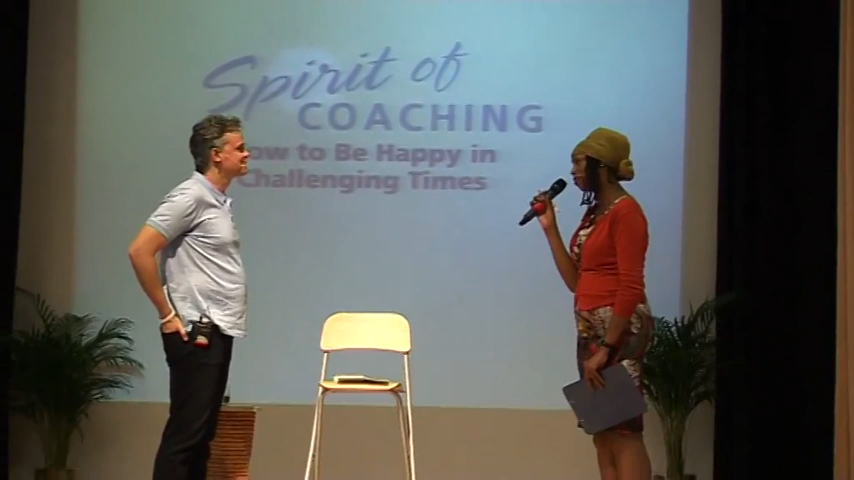 Spirit of
COACHING
How to Be Happy in
Challenging Times